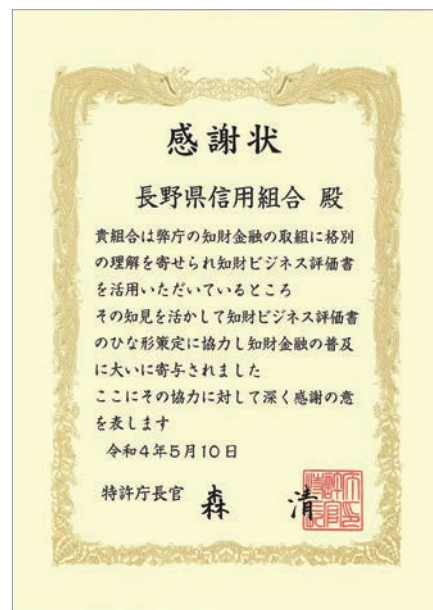 感謝状
長野県信用組合 殿
貴組合は弊庁の知財金融の取組に格別
の理解を寄せられ知財ビジネス評価書
を活用いただいているところ
その知見を活かして知財ビジネス評価書
のひな形策定に協力し知財金融の普及
に大いに寄与されました
ここにその協力に対して深く感謝の意
を表します
令和4年5月10日
特許庁長官 森 清